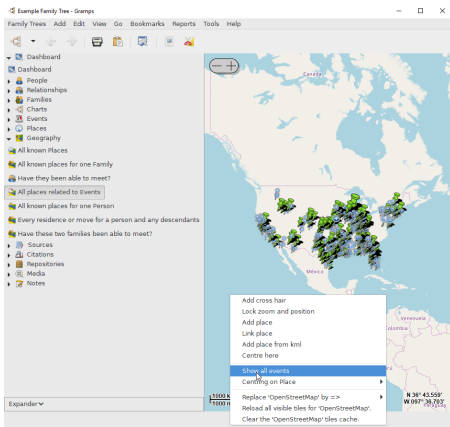 Example Family Tree - Gramps
Family Trees Add Edit View Go Bookmarks Reports Tools Help
Dashboard
Dashboard
People
Relationships
Families
Charts
Events
Places
Geography
All known Places
All known places for one Family
Have they been able to meet?
All places related to Events
All known places for one Person
Every residence or move for a person and any descendants
Have these two families been able to meet?
Sources
Citations
Repositories
Media
Notes
Canada
México
Venezuela
Colombia
Paraguay
Add cross hair
Lock zoom and position
Add place
Link place
Add place from kml
Centre here
Show all events
Centring on Place
Replace 'OpenStreetMap' by =>
Reload all visible tiles for 'OpenStreetMap'.
Clear the 'OpenStreetMap' tiles cache.
1000
1000
N 36° 43.559'
W 097° 36.703'
Expander